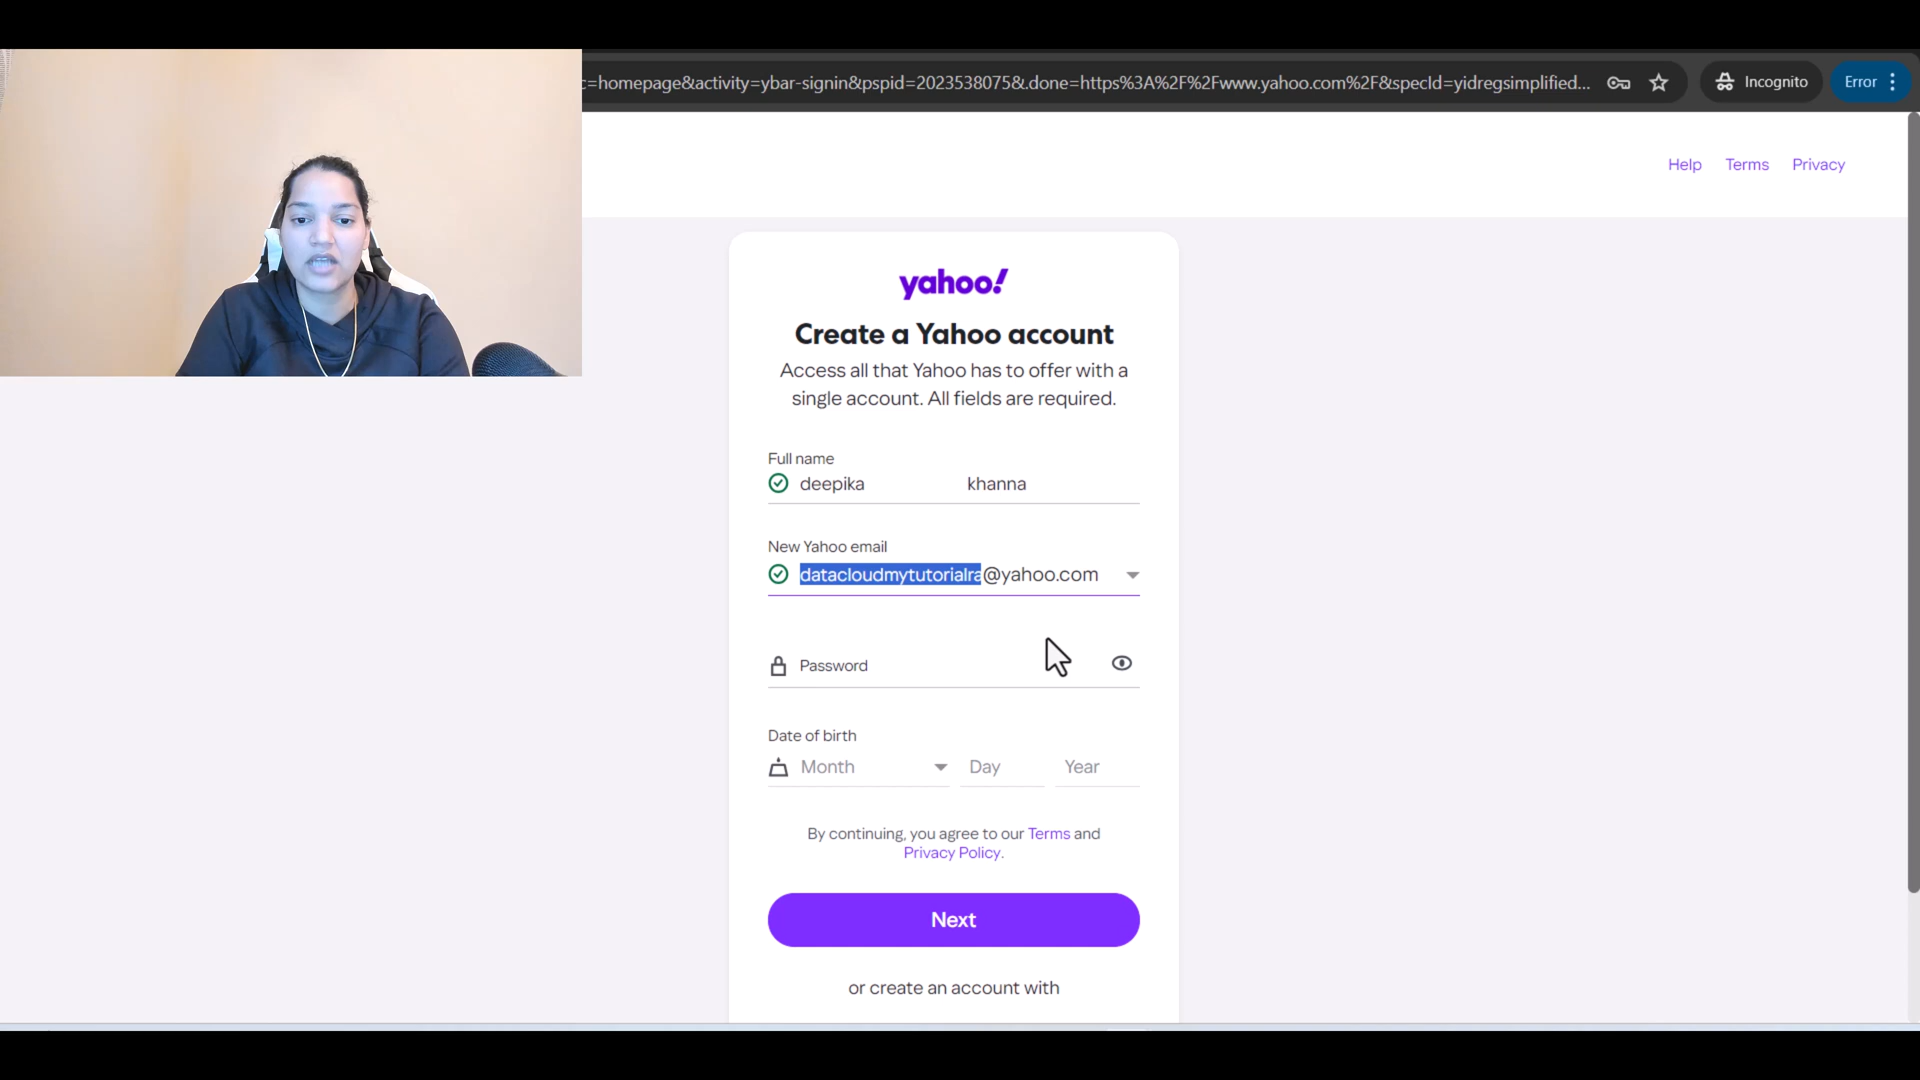 c=homepage&activity=ybar-signin&pspid=2023538075&.done=https%3A%2F%2Fwww.yahoo.com%2F&specId=yidregsimplified...
Incognito
Error
Help Terms Privacy
yahoo!
Create a Yahoo account
Access all that Yahoo has to offer with a
single account. All fields are required.
Full name
deepika khanna
New Yahoo email
datacloudmytutorialra@yahoo.com
Password
Date of birth
Month Day Year
By continuing, you agree to our Terms and
Privacy Policy.
Next
or create an account with